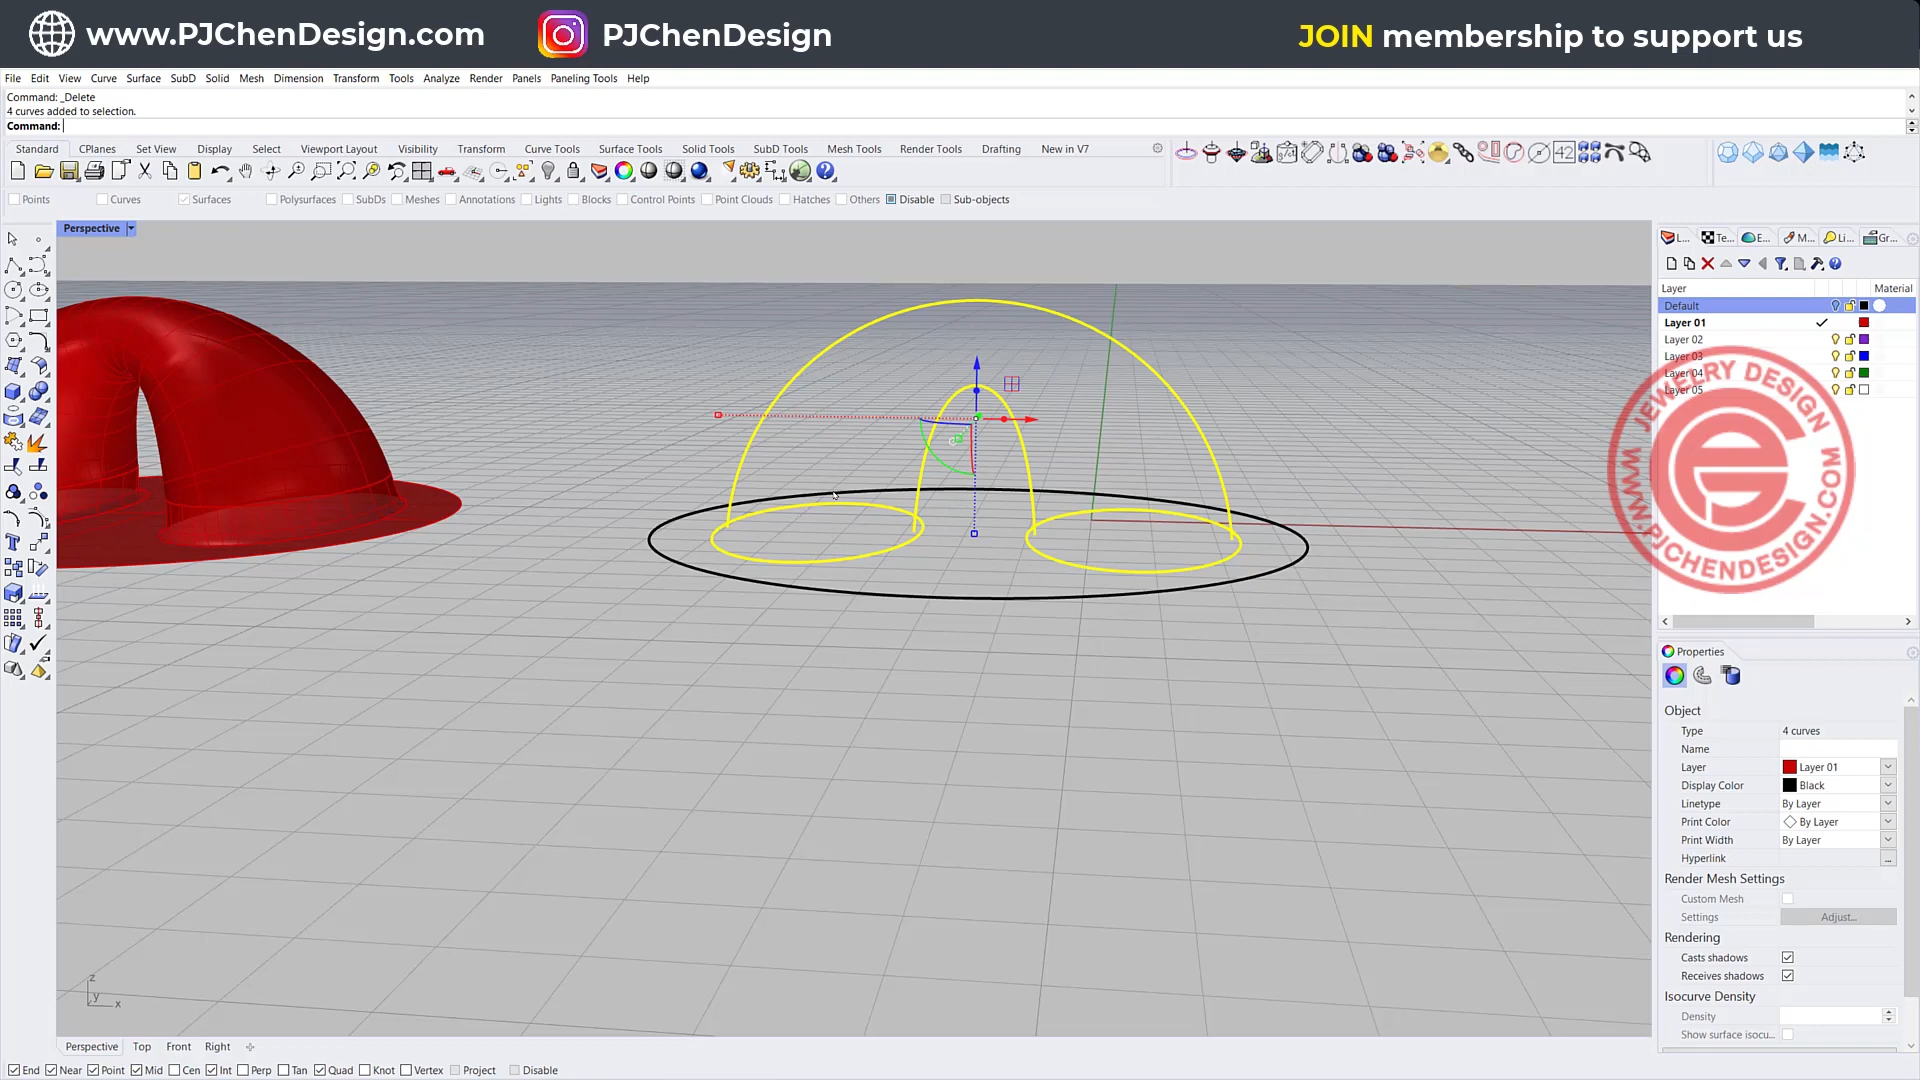 www.PJChenDesign.com
PJChenDesign
JOIN membership to support us
File Edit View Curve Surface SubD Solid Mesh Dimension Transform Tools Analyze Render Panels Paneling Tools Help
Command: _Delete
4 curves added to selection.
Command:
Standard CPlanes Set View Display Select Viewport Layout Visibility Transform Curve Tools Surface Tools Solid Tools SubD Tools Mesh Tools Render Tools Drafting New in V7
42
Points Curves Surfaces Polysurfaces SubDs Meshes Annotations Lights Blocks Control Points Point Clouds Hatches Others Disable Sub-objects
Perspective
L... Te... E... M... Li... Gr...
Layer Material
Default
Layer 01
Layer 02
Layer 03
Layer 04
Layer 05
JEWELRY DESIGN
WWW.PJCHENDESIGN.COM
Properties
Object
Type 4 curves
Name
Layer Layer 01
Display Color Black
Linetype By Layer
Print Color By Layer
Print Width By Layer
Hyperlink ...
Render Mesh Settings
Custom Mesh
Settings Adjust...
Rendering
Casts shadows
Receives shadows
Isocurve Density
Density
Show surface isocu...
z
y
x
Perspective Top Front Right
End Near Point Mid Cen Int Perp Tan Quad Knot Vertex Project Disable